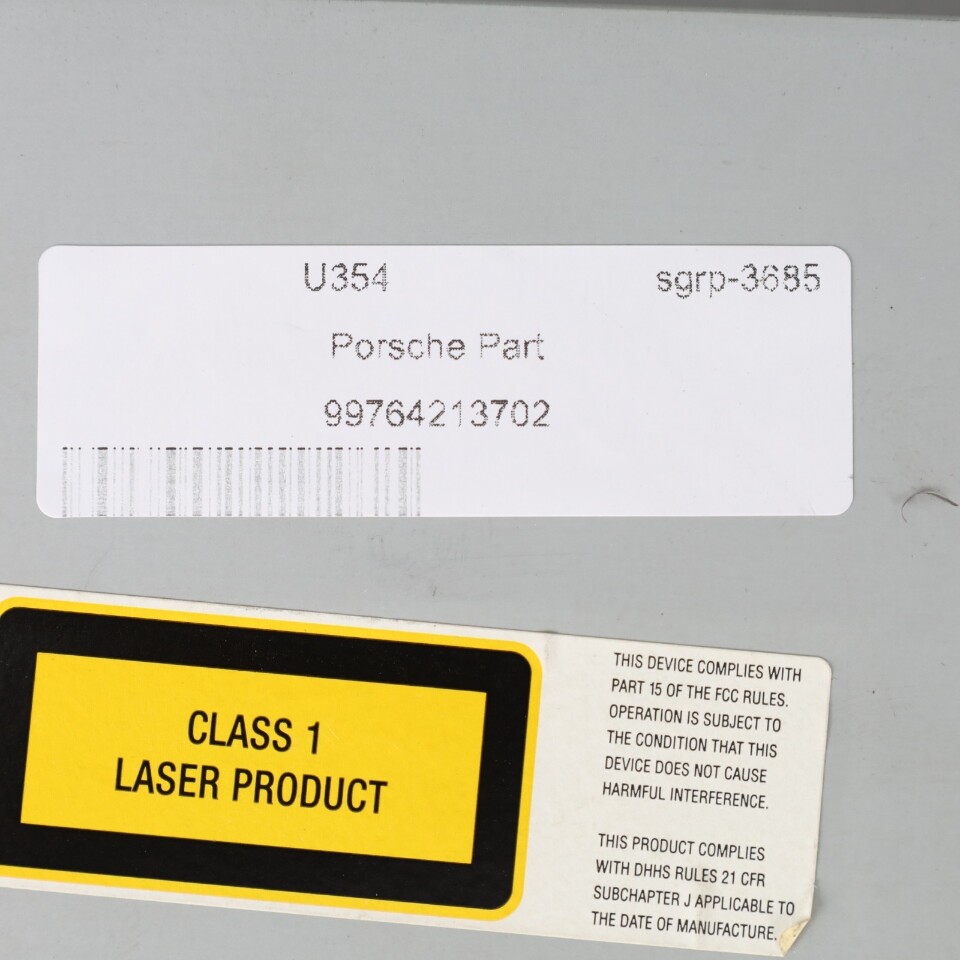 U354 sgrp-3685
Porsche Part
99764213702
CLASS 1
LASER PRODUCT
THIS DEVICE COMPLIES WITH
PART 15 OF THE FCC RULES.
OPERATION IS SUBJECT TO
THE CONDITION THAT THIS
DEVICE DOES NOT CAUSE
HARMFUL INTERFERENCE.
THIS PRODUCT COMPLIES
WITH DHHS RULES 21 CFR
SUBCHAPTER J APPLICABLE TO
THE DATE OF MANUFACTURE.